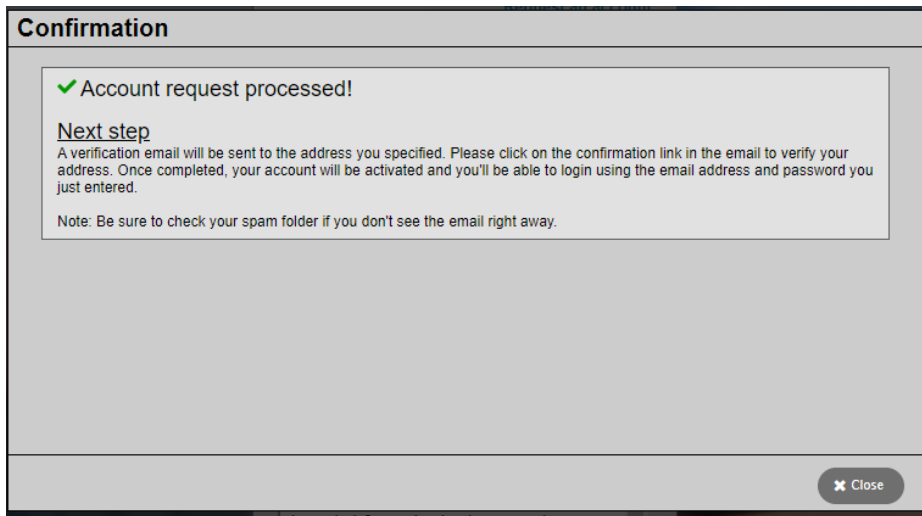 Confirmation
Account request processed!
Next step
A verification email will be sent to the address you specified. Please click on the confirmation link in the email to verify your
address. Once completed, your account will be activated and you'll be able to login using the email address and password you
just entered.
Note: Be sure to check your spam folder if you don't see the email right away.
Close